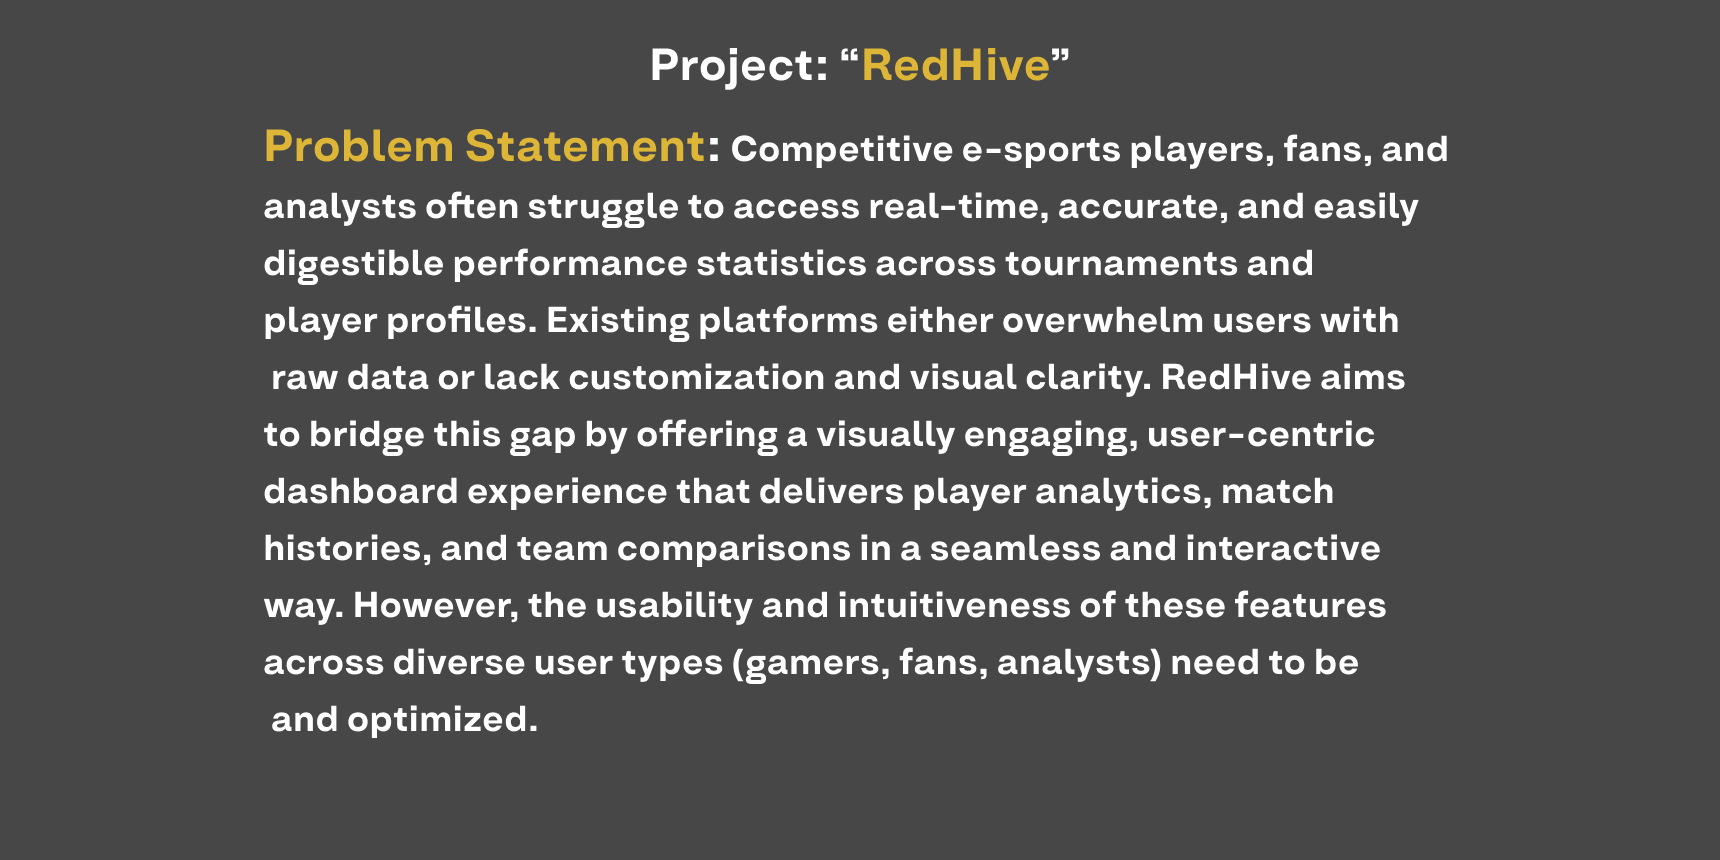 Project: “RedHive”
Problem Statement: Competitive e-sports players, fans, and
analysts often struggle to access real-time, accurate, and easily
digestible performance statistics across tournaments and
player profiles. Existing platforms either overwhelm users with
raw data or lack customization and visual clarity. RedHive aims
to bridge this gap by offering a visually engaging, user-centric
dashboard experience that delivers player analytics, match
histories, and team comparisons in a seamless and interactive
way. However, the usability and intuitiveness of these features
across diverse user types (gamers, fans, analysts) need to be
and optimized.